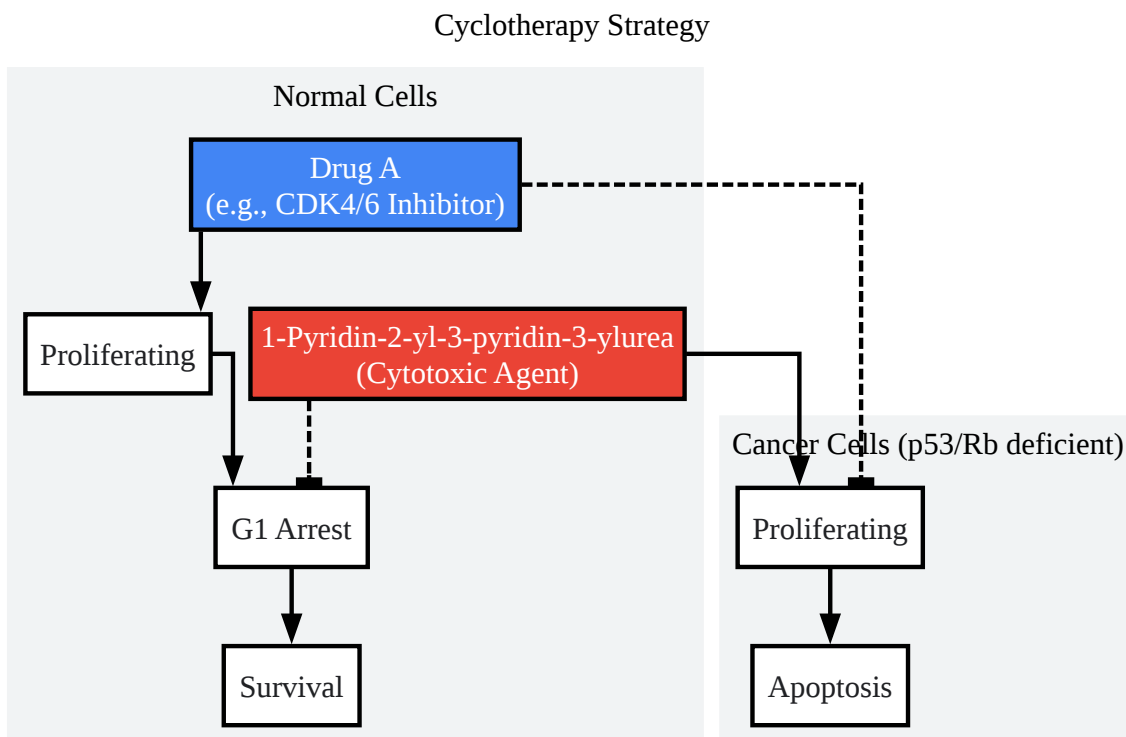 Cyclotherapy Strategy
Normal Cells
Drug A
(e.g., CDK4/6 Inhibitor)
Proliferating
1-Pyridin-2-yl-3-pyridin-3-ylurea
(Cytotoxic Agent)
Cancer Cells (p53/Rb deficient)
G1 Arrest
Proliferating
Survival
Apoptosis